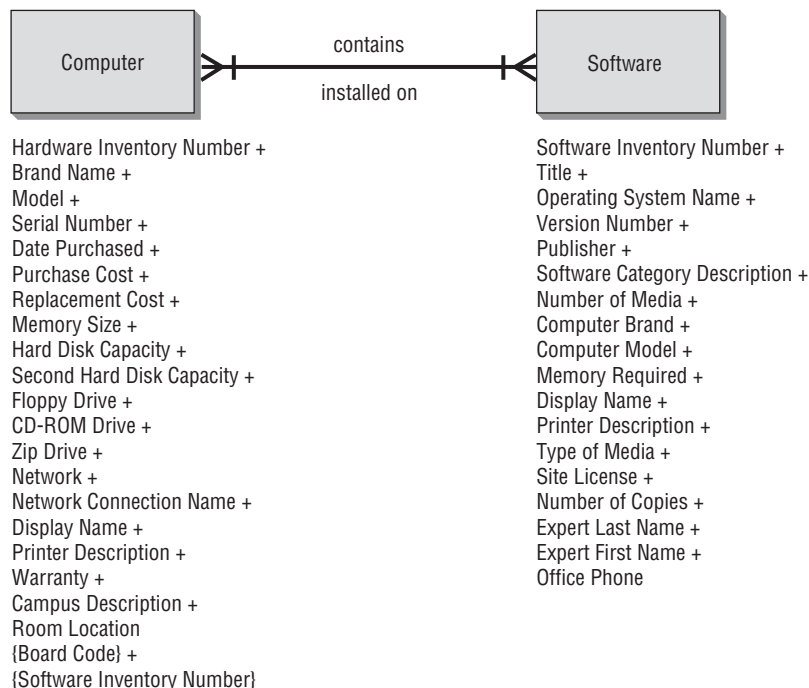 Computer
contains
installed on
Software
Hardware Inventory Number +
Brand Name +
Model +
Serial Number +
Date Purchased +
Purchase Cost +
Replacement Cost +
Memory Size +
Hard Disk Capacity +
Second Hard Disk Capacity +
Floppy Drive +
CD-ROM Drive +
Zip Drive +
Network +
Network Connection Name +
Display Name +
Printer Description +
Warranty +
Campus Description +
Room Location
{Board Code} +
{Software Inventory Number}
Software Inventory Number +
Title +
Operating System Name +
Version Number +
Publisher +
Software Category Description +
Number of Media +
Computer Brand +
Computer Model +
Memory Required +
Display Name +
Printer Description +
Type of Media +
Site License +
Number of Copies +
Expert Last Name +
Expert First Name +
Office Phone